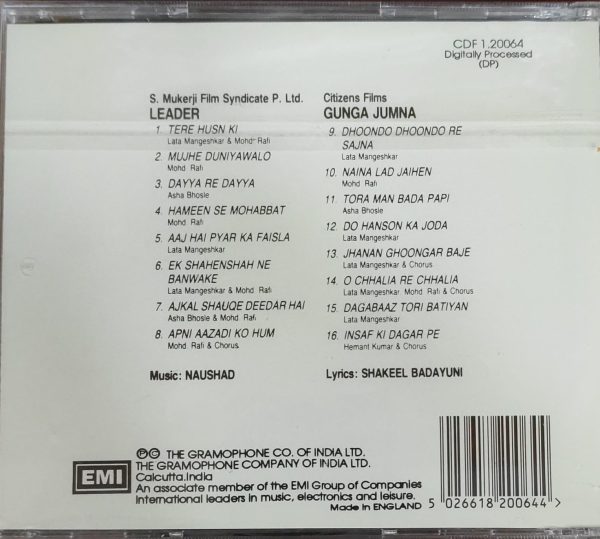 CDF 1.20064
Digitally Processed
(DP)
S. Mukerji Film Syndicate P. Ltd.
LEADER
1. TERE HUSN KI
Lata Mangeshkar & Mohd. Rafi
2. MUJHE DUNIYAWALO
Mohd. Rafi
3. DAYYA RE DAYYA
Asha Bhosle
4. HAMEEN SE MOHABBAT
Mohd. Rafi
5. AAJ HAI PYAR KA FAISLA
Lata Mangeshkar
6. EK SHAHENSHAH NE
BANWAKE
Lata Mangeshkar & Mohd. Rafi
7. AJKAL SHAUQE DEEDAR HAI
Asha Bhosle & Mohd. Rafi
8. APNI AAZADI KO HUM
Mohd. Rafi & Chorus
Music: NAUSHAD
Citizens Films
GUNGA JUMNA
9. DHOONDO DHOONDO RE
SAJNA
Lata Mangeshkar
10. NAINA LAD JAIHEN
Mohd. Rafi
11. TORA MAN BADA PAPI
Asha Bhosle
12. DO HANSON KA JODA
Lata Mangeshkar
13. JHANAN GHOONGAR BAJE
Lata Mangeshkar & Chorus
14. O CHHALIA RE CHHALIA
Lata Mangeshkar. Mohd. Rafi & Chorus
15. DAGABAAZ TORI BATIYAN
Lata Mangeshkar
16. INSAF KI DAGAR PE
Hemant Kumar & Chorus
Lyrics: SHAKEEL BADAYUNI
EMI
℗© THE GRAMOPHONE CO. OF INDIA LTD.
THE GRAMOPHONE COMPANY OF INDIA LTD.
Calcutta.India
An associate member of the EMI Group of Companies
International leaders in music, electronics and leisure.
Made in ENGLAND
5 026618 200644